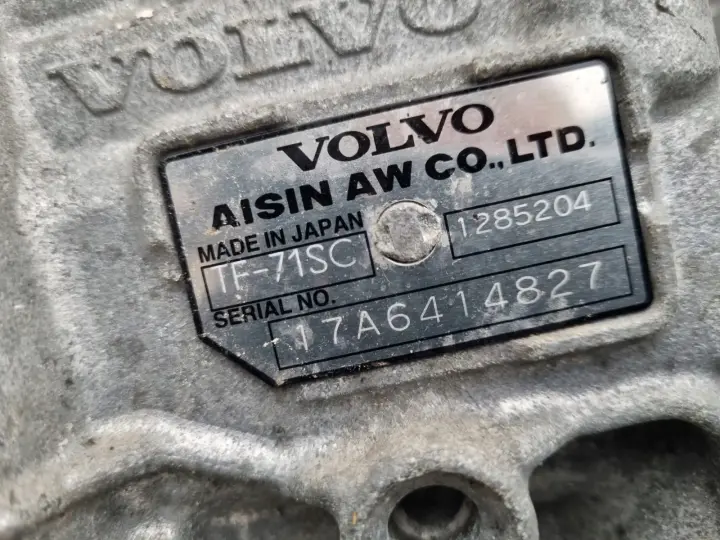 VOLVO
VOLVO
AISIN AW CO.,LTD.
MADE IN JAPAN
TF-71SC
1285204
SERIAL NO.
17A6414827